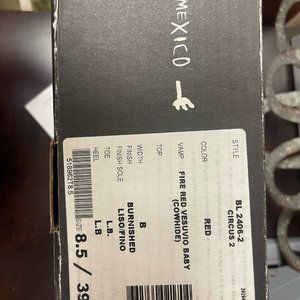 MEXICO
STYLE BL 2406-2
CIRCUS 2
COLOR RED
VAMP FIRE RED VESUVIO BABY
(COWHIDE)
TOP
WIDTH B
FINISH BURNISHED
FINISH SOLE LISO/FINO
TOE L.B.
HEEL L.B
SIZE 8.5 / 39